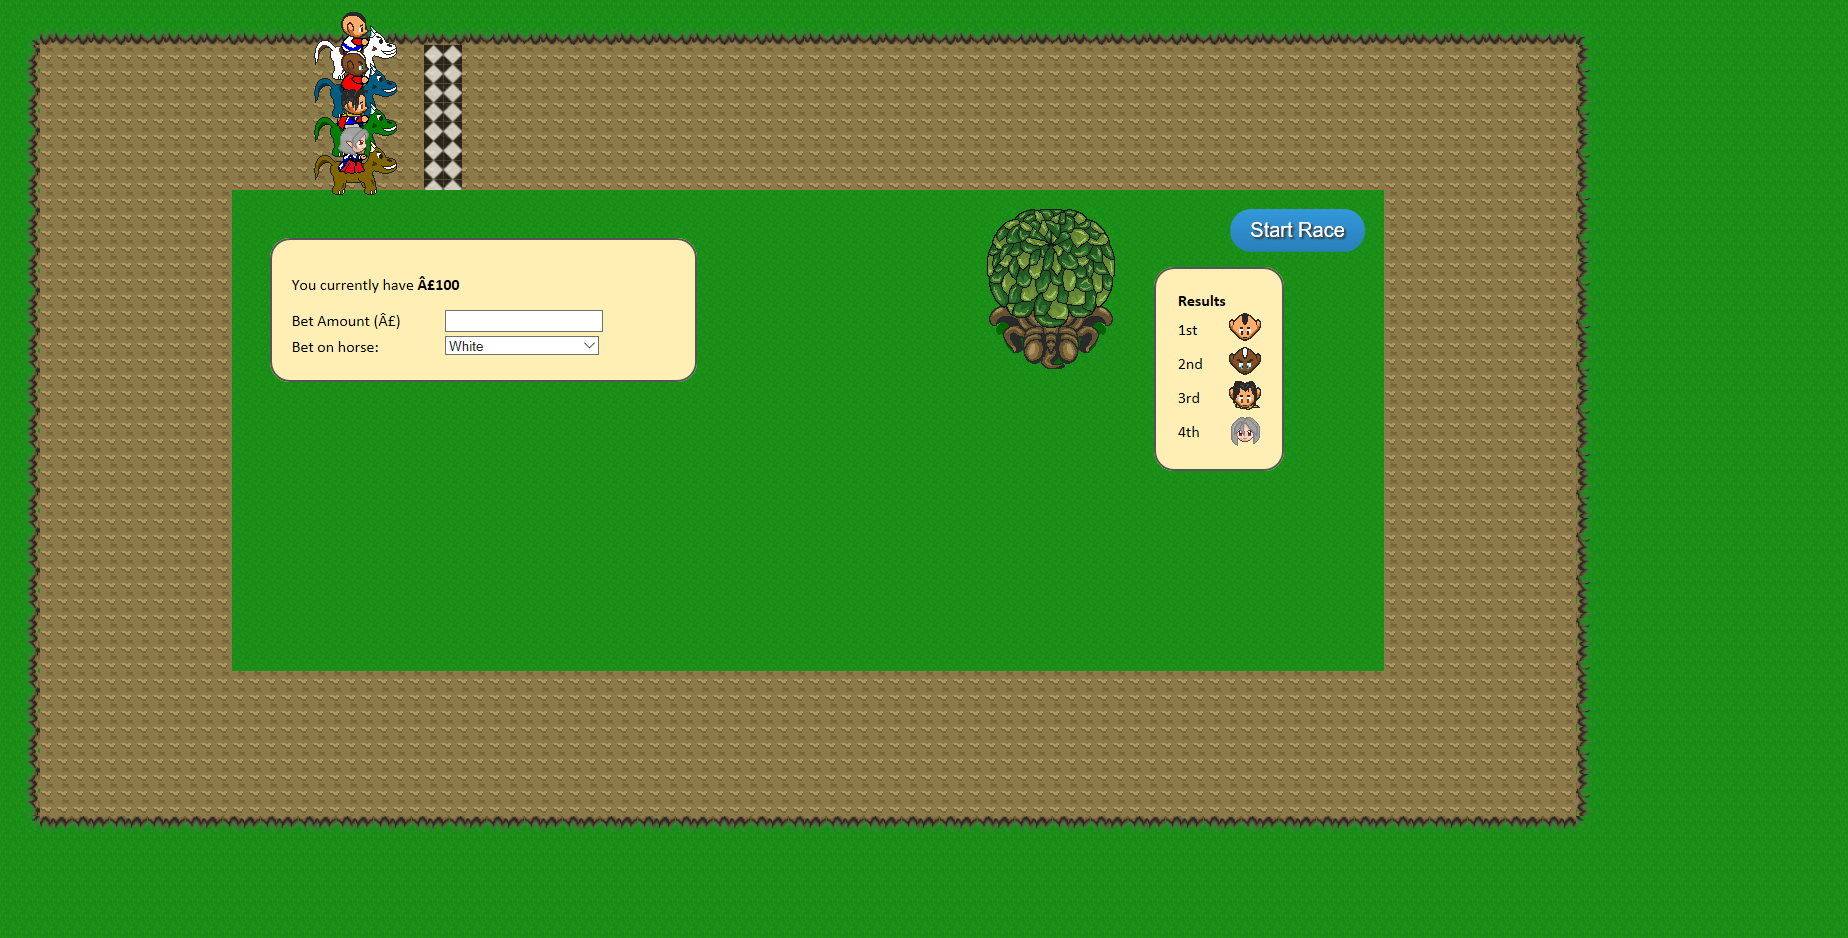 Start Race
You currently have Â£100
Bet Amount (Â£)
Bet on horse: White
Results
1st
2nd
3rd
4th